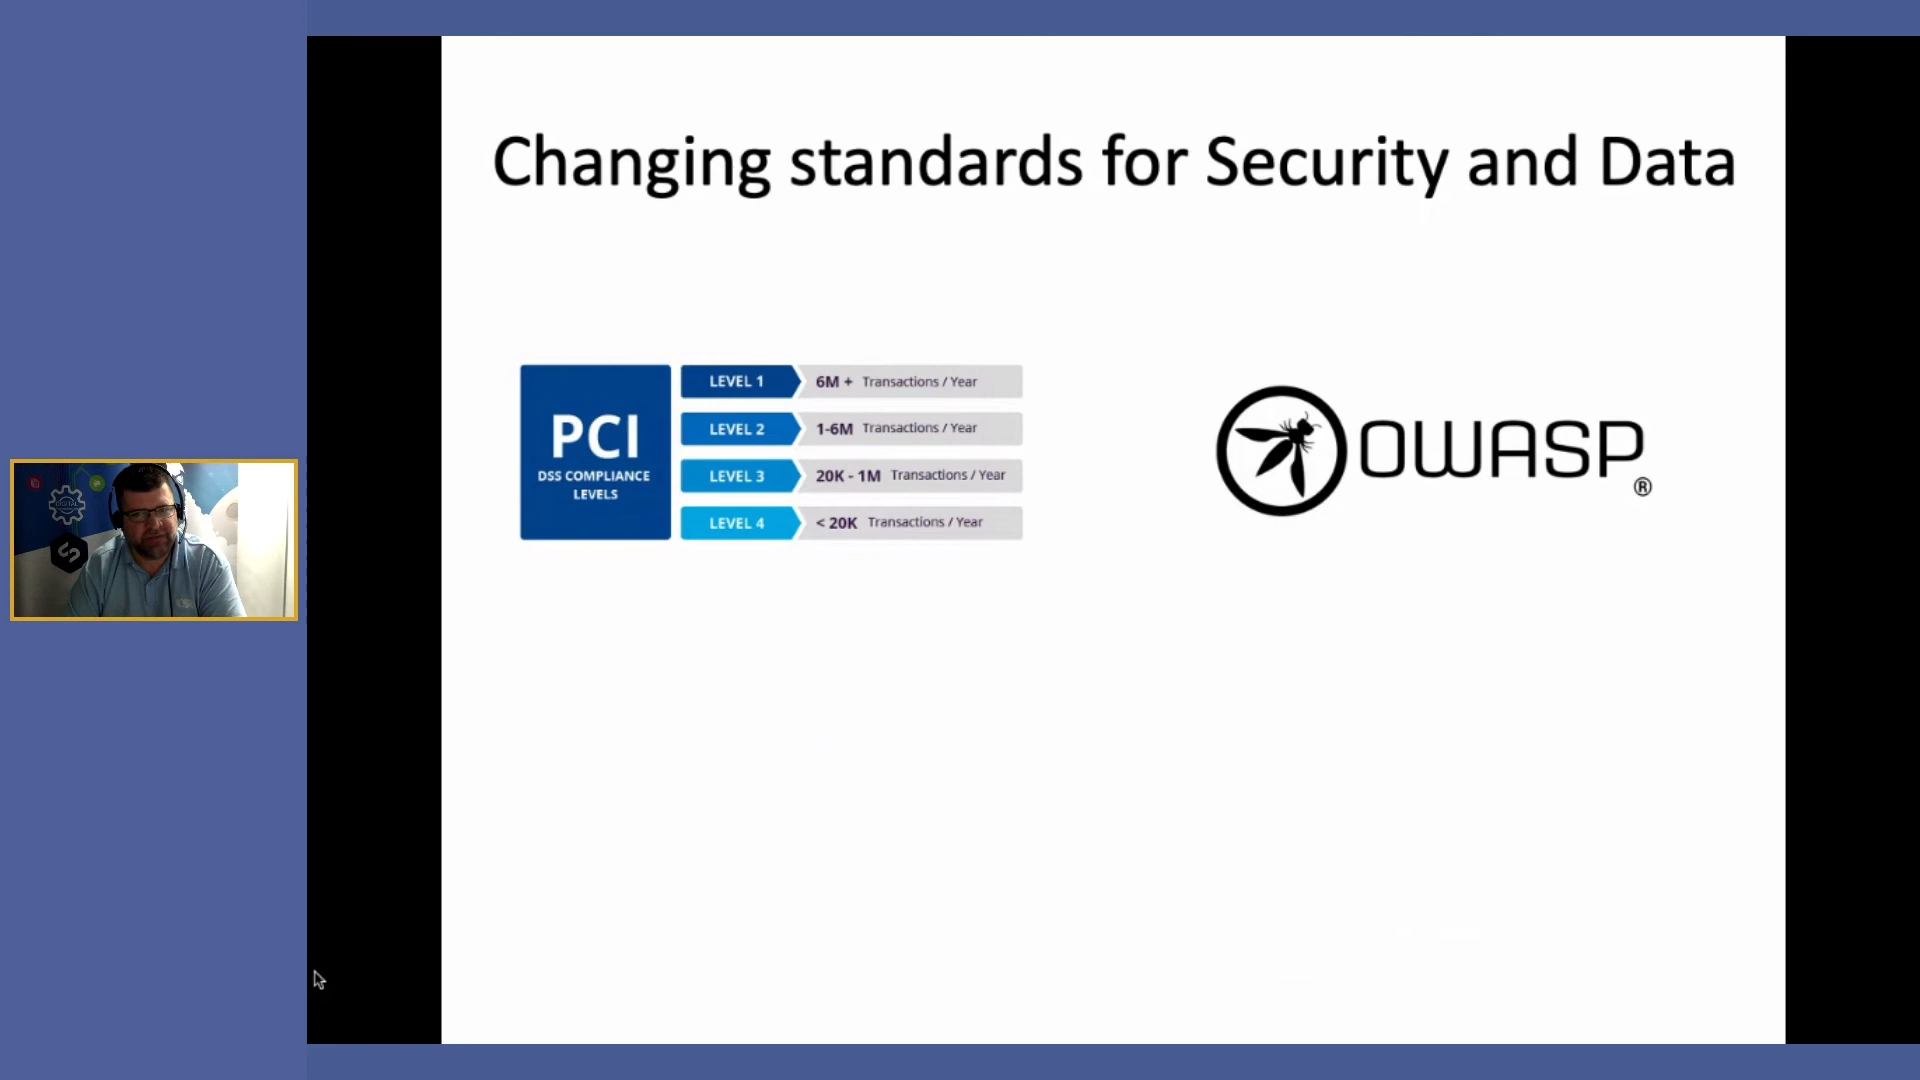 Changing standards for Security and Data
PCI
DSS COMPLIANCE
LEVELS
LEVEL 1 6M + Transactions / Year
LEVEL 2 1-6M Transactions / Year
LEVEL 3 20K - 1M Transactions / Year
LEVEL 4 < 20K Transactions / Year
OWASP
®